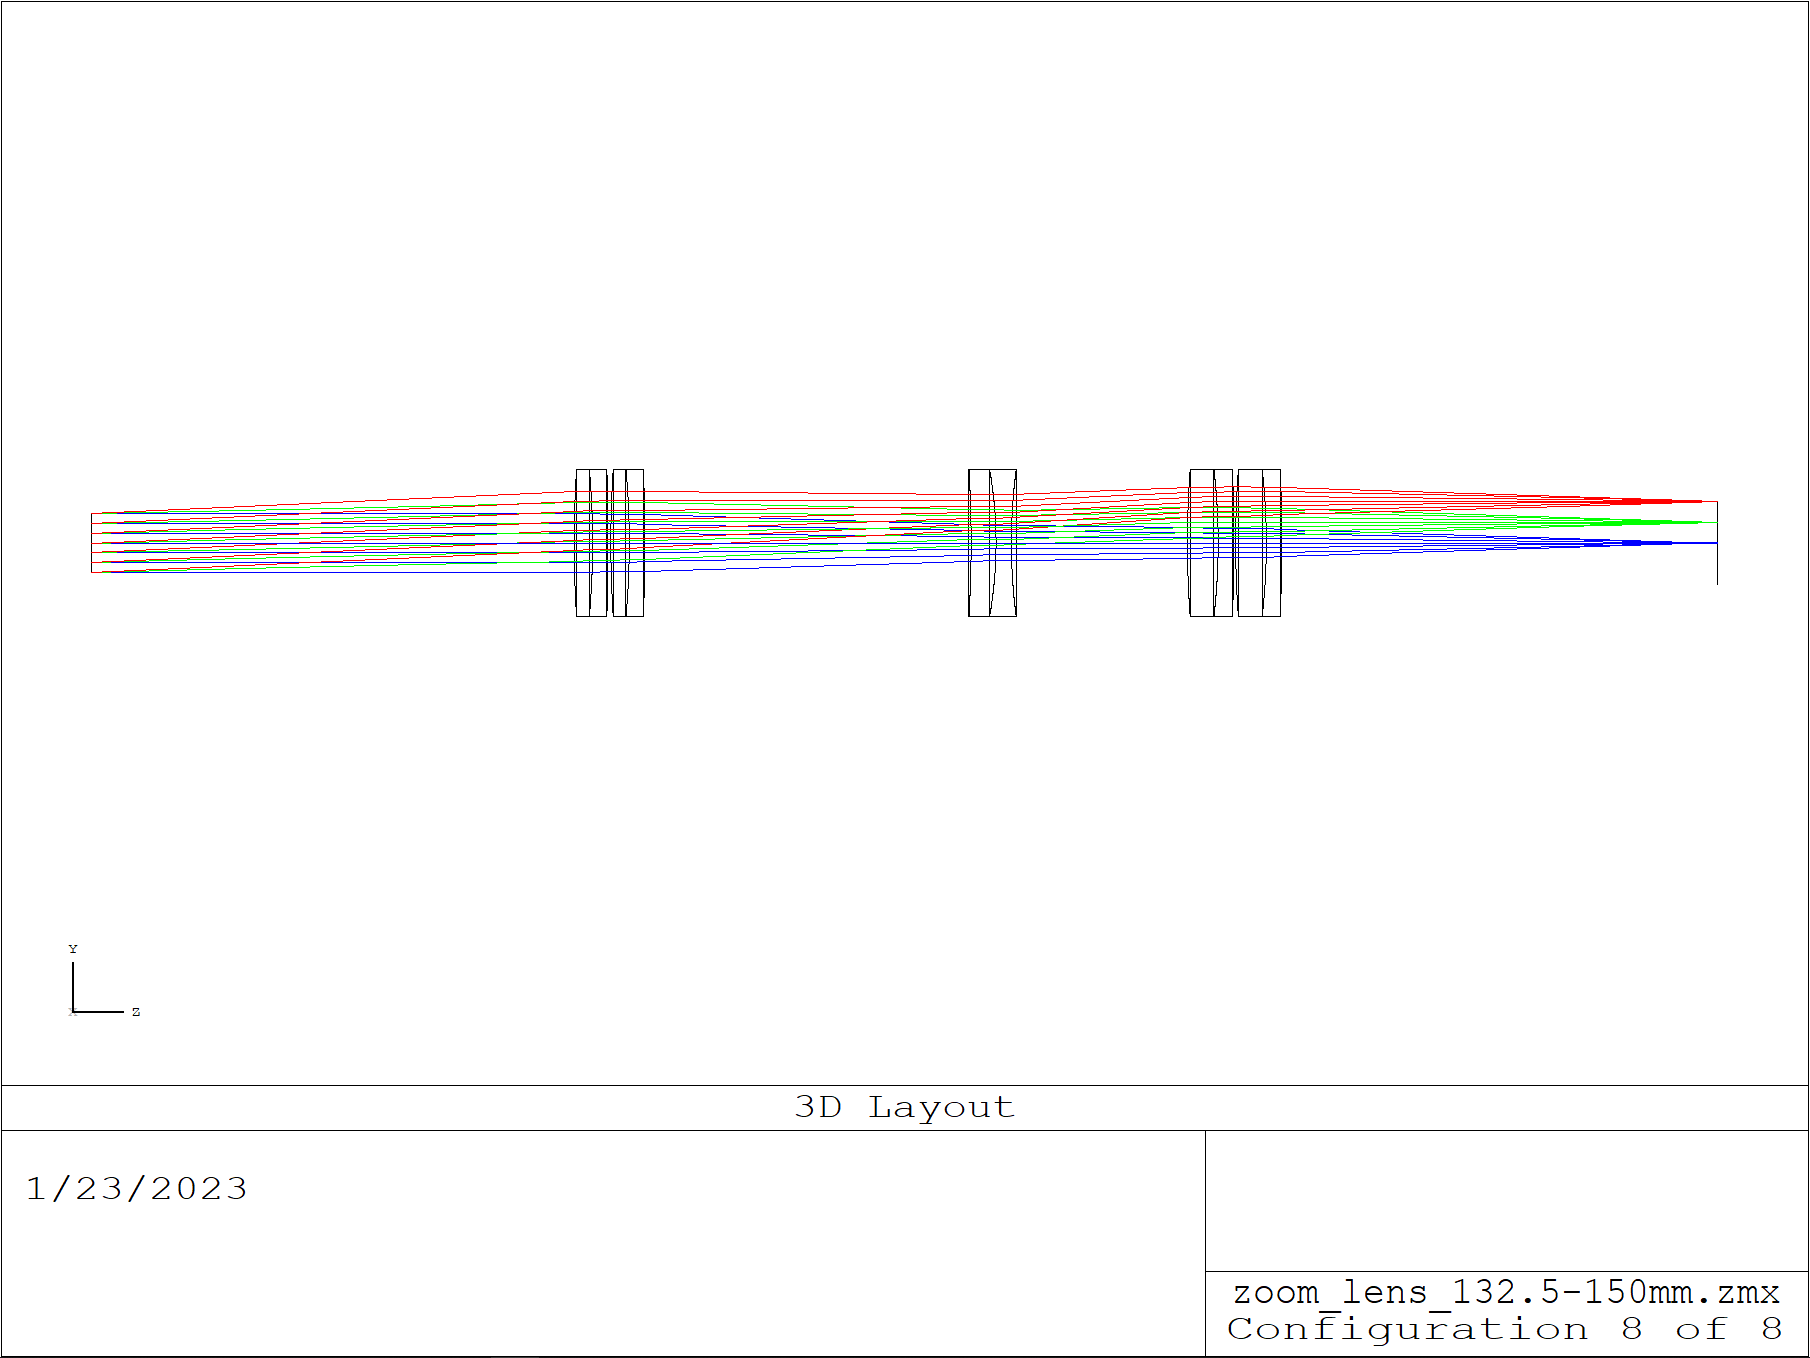 Y
X
Z
3D Layout
1/23/2023
zoom_lens_132.5-150mm.zmx
Configuration 8 of 8